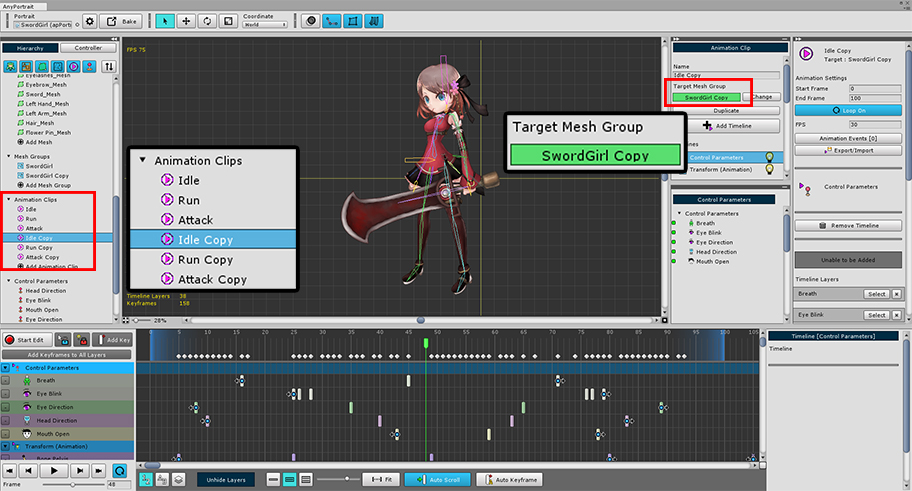 AnyPortrait
Portrait
SwordGirl (apPort
Bake
Coordinate
World
Hierarchy
Controller
Eyelashes_Mesh
Eyebrow_Mesh
Sword_Mesh
Left Hand_Mesh
Left Arm_Mesh
Hair_Mesh
Flower Pin_Mesh
Add Mesh
Mesh Groups
SwordGirl
SwordGirl Copy
Add Mesh Group
Animation Clips
Idle
Run
Attack
Idle Copy
Run Copy
Attack Copy
Add Animation Clip
Control Parameters
Head Direction
Eye Blink
Mouth Open
Eye Direction
FPS 75
Animation Clips
Idle
Run
Attack
Idle Copy
Run Copy
Attack Copy
Target Mesh Group
SwordGirl Copy
Timeline Layers 38
Keyframes 158
28%
Animation Clip
Name
Idle Copy
Target Mesh Group
SwordGirl Copy
Change
Duplicate
Add Timeline
Control Parameters
Transform (Animation)
Control Parameters
Control Parameters
Breath
Eye Blink
Eye Direction
Head Direction
Mouth Open
Idle Copy
Target : SwordGirl Copy
Animation Settings
Start Frame 0
End Frame 100
Loop On
FPS 30
Animation Events [0]
Export/Import
Control Parameters
Remove Timeline
Unable to be Added
Timeline Layers
Breath Select
Eye Blink Select
Start Edit
Add Key
Add Keyframes to All Layers
Control Parameters
Breath
Eye Blink
Eye Direction
Head Direction
Mouth Open
Transform (Animation)
Frame 48
0 5 10 15 20 25 30 35 40 45 50 55 60 65 70 75 80 85 90 95 100 105
Unhide Layers
Fit
Auto Scroll
Auto Keyframe
Timeline [Control Parameters]
Timeline